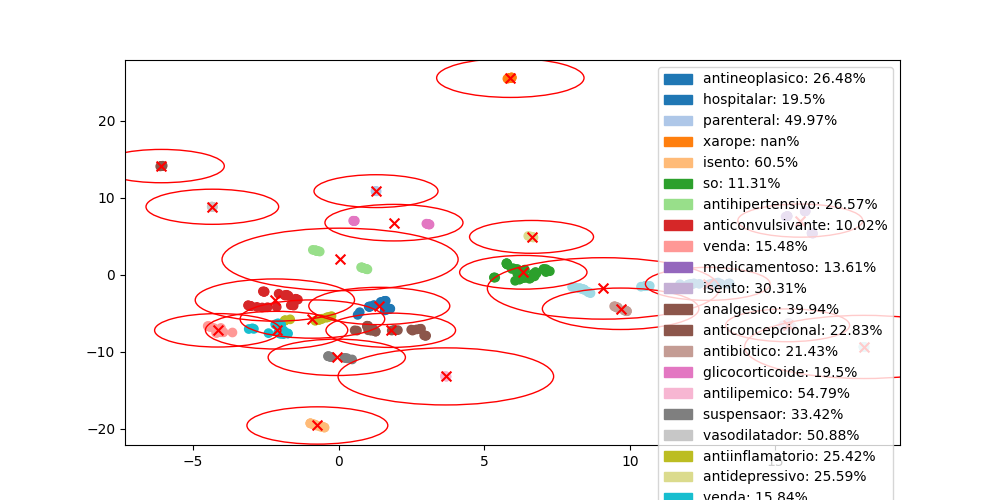 20
10
0
−10
−20
−5
0
5
10
15
antineoplasico: 26.48%
hospitalar: 19.5%
parenteral: 49.97%
xarope: nan%
isento: 60.5%
so: 11.31%
antihipertensivo: 26.57%
anticonvulsivante: 10.02%
venda: 15.48%
medicamentoso: 13.61%
isento: 30.31%
analgesico: 39.94%
anticoncepcional: 22.83%
antibiotico: 21.43%
glicocorticoide: 19.5%
antilipemico: 54.79%
suspensaor: 33.42%
vasodilatador: 50.88%
antiinflamatorio: 25.42%
antidepressivo: 25.59%
venda: 15.84%